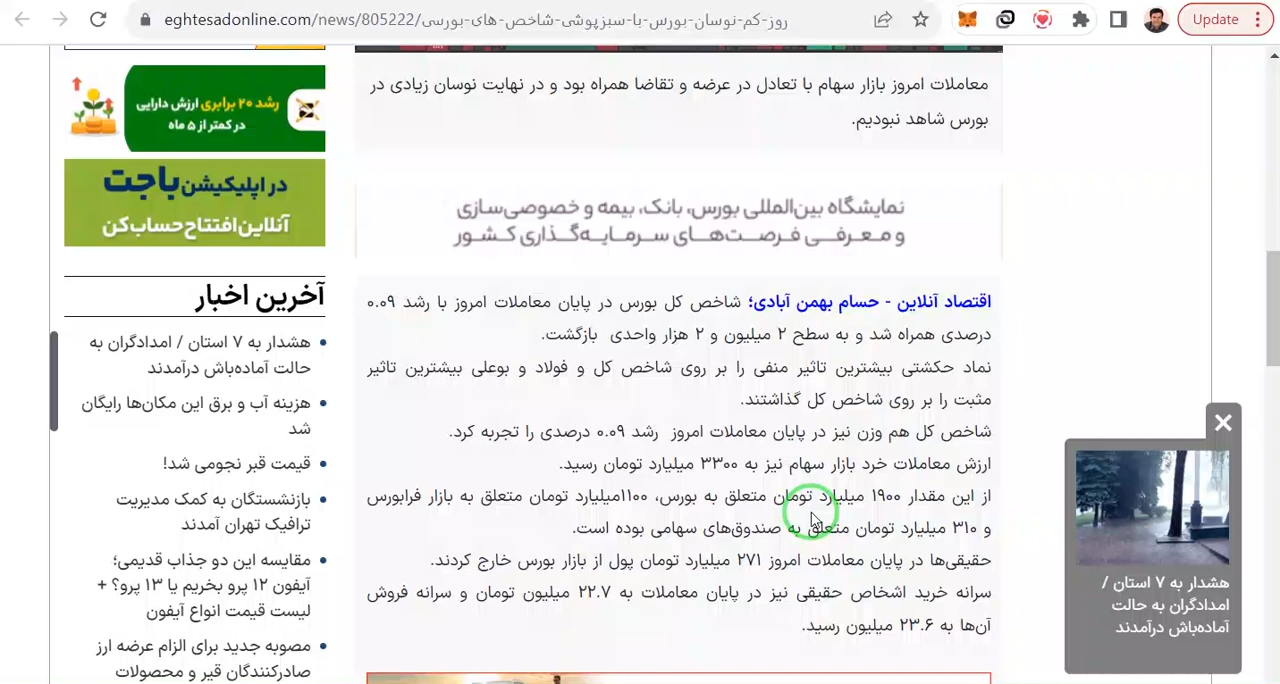 eghtesadonline.com/news/805222/روز-کم-نوسان-بورس-با-سبزپوشی-شاخص-های-بورسی
Update
معاملات امروز بازار سهام با تعادل در عرضه و تقاضا همراه بود و در نهایت نوسان زیادی در
بورس شاهد نبودیم.
نمایشگاه بین‌المللی بورس، بانک، بیمه و خصوصی‌سازی
و معرفی فرصت‌های سرمایه‌گذاری کشور
اقتصاد آنلاین - حسام بهمن آبادی؛ شاخص کل بورس در پایان معاملات امروز با رشد ۰.۰۹
درصدی همراه شد و به سطح ۲ میلیون و ۲ هزار واحدی بازگشت.
نماد حکشتی بیشترین تاثیر منفی را بر روی شاخص کل و فولاد و بوعلی بیشترین تاثیر
مثبت را بر روی شاخص کل گذاشتند.
شاخص کل هم وزن نیز در پایان معاملات امروز رشد ۰.۰۹ درصدی را تجربه کرد.
ارزش معاملات خرد بازار سهام نیز به ۳۳۰۰ میلیارد تومان رسید.
از این مقدار ۱۹۰۰ میلیارد تومان متعلق به بورس، ۱۱۰۰میلیارد تومان متعلق به بازار فرابورس
و ۳۱۰ میلیارد تومان متعلق به صندوق‌های سهامی بوده است.
حقیقی‌ها در پایان معاملات امروز ۲۷۱ میلیارد تومان پول از بازار بورس خارج کردند.
سرانه خرید اشخاص حقیقی نیز در پایان معاملات به ۲۲.۷ میلیون تومان و سرانه فروش
آن‌ها به ۲۳.۶ میلیون رسید.
رشد ۲۰ برابری ارزش دارایی
در کمتر از ۵ ماه
در اپلیکیشن باجت
آنلاین افتتاح حساب کن
آخرین اخبار
هشدار به ۷ استان / امدادگران به
حالت آماده‌باش درآمدند
هزینه آب و برق این مکان‌ها رایگان
شد
قیمت قبر نجومی شد!
بازنشستگان به کمک مدیریت
ترافیک تهران آمدند
مقایسه این دو جذاب قدیمی؛
آیفون ۱۲ پرو بخریم یا ۱۳ پرو؟ +
لیست قیمت انواع آیفون
مصوبه جدید برای الزام عرضه ارز
صادرکنندگان قیر و محصولات
هشدار به ۷ استان /
امدادگران به حالت
آماده‌باش درآمدند